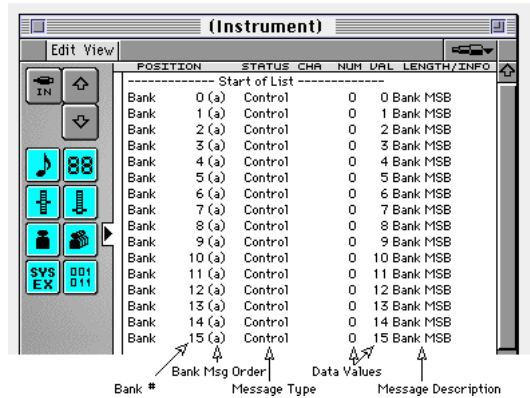 (Instrument)
Edit View
POSITION STATUS CHA NUM VAL LENGTH/INFO
-------------- Start of List --------------
IN
Bank 0 (a) Control 0 0 Bank MSB
Bank 1 (a) Control 0 1 Bank MSB
Bank 2 (a) Control 0 2 Bank MSB
Bank 3 (a) Control 0 3 Bank MSB
Bank 4 (a) Control 0 4 Bank MSB
Bank 5 (a) Control 0 5 Bank MSB
Bank 6 (a) Control 0 6 Bank MSB
Bank 7 (a) Control 0 7 Bank MSB
Bank 8 (a) Control 0 8 Bank MSB
Bank 9 (a) Control 0 9 Bank MSB
Bank 10 (a) Control 0 10 Bank MSB
Bank 11 (a) Control 0 11 Bank MSB
Bank 12 (a) Control 0 12 Bank MSB
Bank 13 (a) Control 0 13 Bank MSB
Bank 14 (a) Control 0 14 Bank MSB
Bank 15 (a) Control 0 15 Bank MSB
88
SYS EX
001 011
Bank Msg Order Data Values
Bank # Message Type Message Description